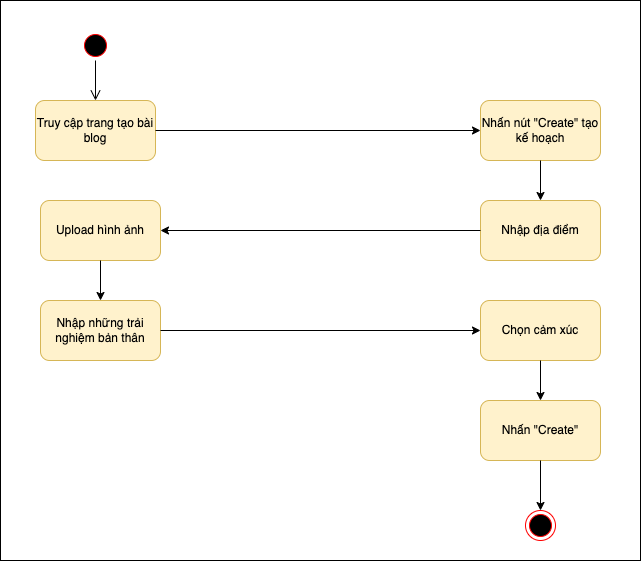 Truy cập trang tạo bài
blog
Nhấn nút "Create" tạo
kế hoạch
Nhập địa điểm
Upload hình ảnh
Nhập những trải
nghiệm bản thân
Chọn cảm xúc
Nhấn "Create"